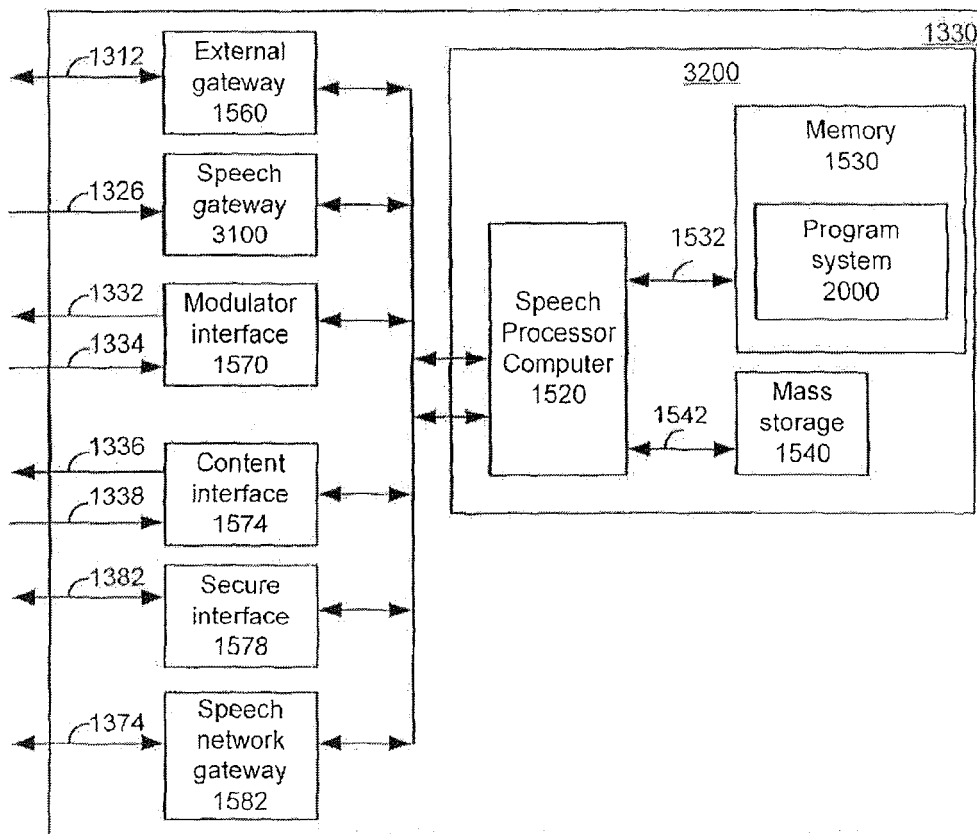 1330
1312
External
gateway
1560
3200
Memory
1530
Program
system
2000
1326
Speech
gateway
3100
1532
1332
Modulator
interface
1570
1334
Speech
Processor
Computer
1520
Mass
storage
1540
1542
1336
Content
interface
1574
1338
1382
Secure
interface
1578
1374
Speech
network
gateway
1582